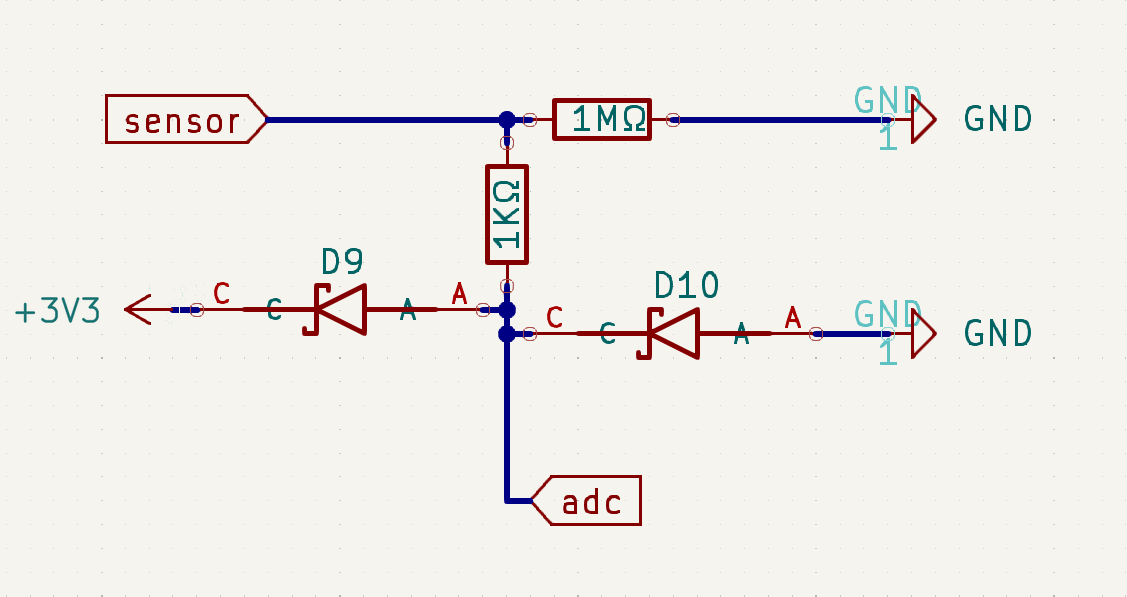 sensor
1MΩ
GND
1
GND
1KΩ
D9
+3V3
C
C
A
A
D10
C
C
A
A
GND
1
GND
adc